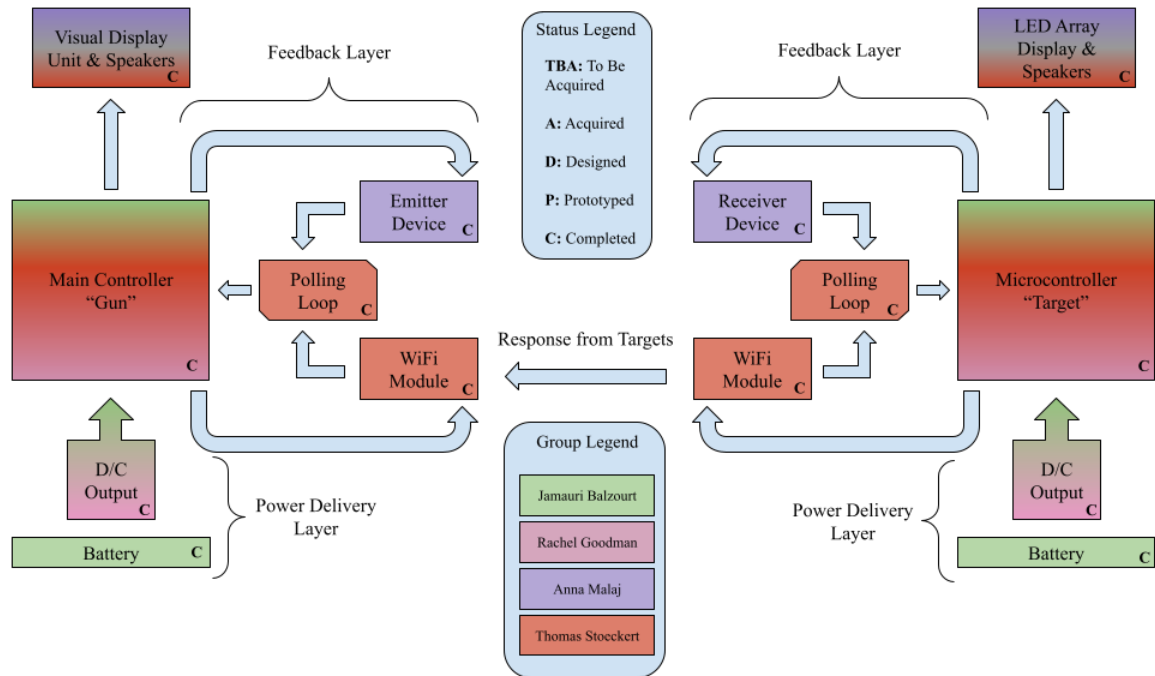 Visual Display
Unit & Speakers
C
Feedback Layer
Status Legend
TBA: To Be
Acquired
A: Acquired
D: Designed
P: Prototyped
C: Completed
Feedback Layer
LED Array
Display &
Speakers
C
Main Controller
“Gun”
C
Emitter
Device
C
Polling
Loop
C
WiFi
Module
C
Response from Targets
Receiver
Device
C
Polling
Loop
C
WiFi
Module
C
Microcontroller
“Target”
C
D/C
Output
C
Battery
C
Power Delivery
Layer
Group Legend
Jamauri Balzourt
Rachel Goodman
Anna Malaj
Thomas Stoeckert
Power Delivery
Layer
D/C
Output
C
Battery
C